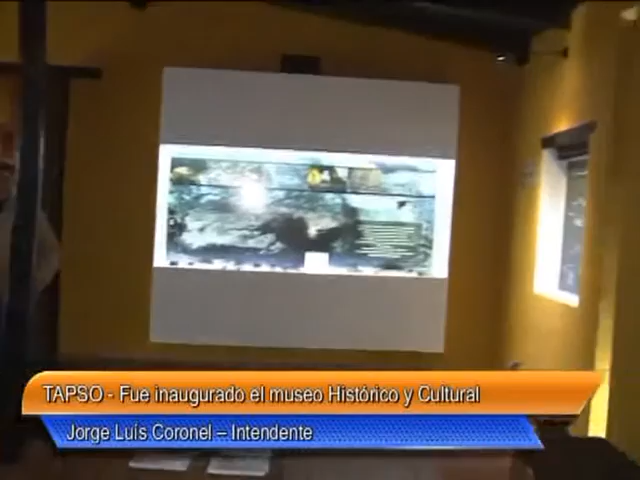 TAPSO - Fue inaugurado el museo Histórico y Cultural
Jorge Luís Coronel – Intendente